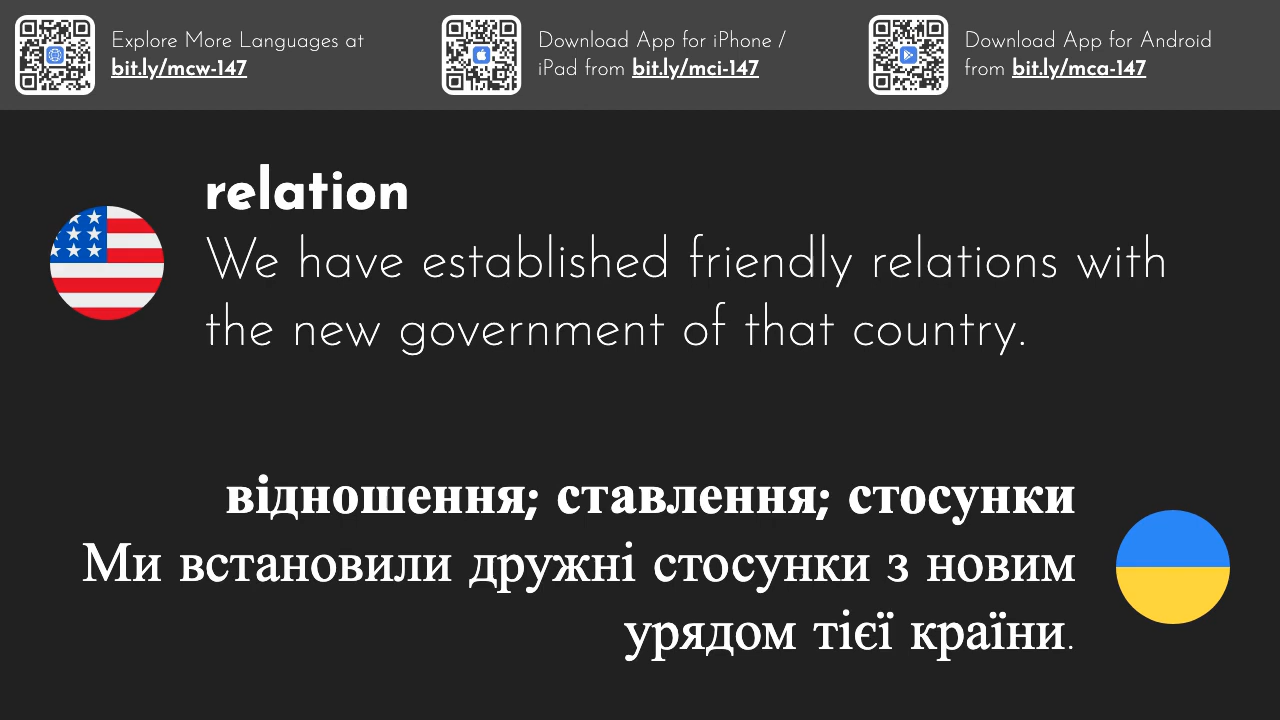 Explore More Languages at
bit.ly/mcw-147
Download App for iPhone /
iPad from bit.ly/mci-147
Download App for Android
from bit.ly/mca-147
relation
We have established friendly relations with
the new government of that country.
відношення; ставлення; стосунки
Ми встановили дружні стосунки з новим
урядом тієї країни.